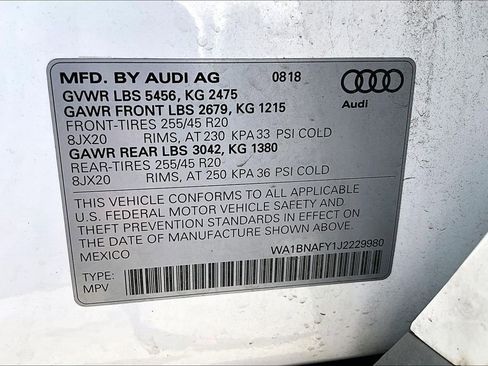 MFD. BY AUDI AG 0818
GVWR LBS 5456, KG 2475
GAWR FRONT LBS 2679, KG 1215
FRONT-TIRES 255/45 R20
8JX20 RIMS, AT 230 KPA 33 PSI COLD
GAWR REAR LBS 3042, KG 1380
REAR-TIRES 255/45 R20
8JX20 RIMS, AT 250 KPA 36 PSI COLD
Audi
THIS VEHICLE CONFORMS TO ALL APPLICABLE
U.S. FEDERAL MOTOR VEHICLE SAFETY AND
THEFT PREVENTION STANDARDS IN EFFECT ON
THE DATE OF MANUFACTURE SHOWN ABOVE.
MEXICO WA1BNAFY1J2229980
TYPE:
MPV